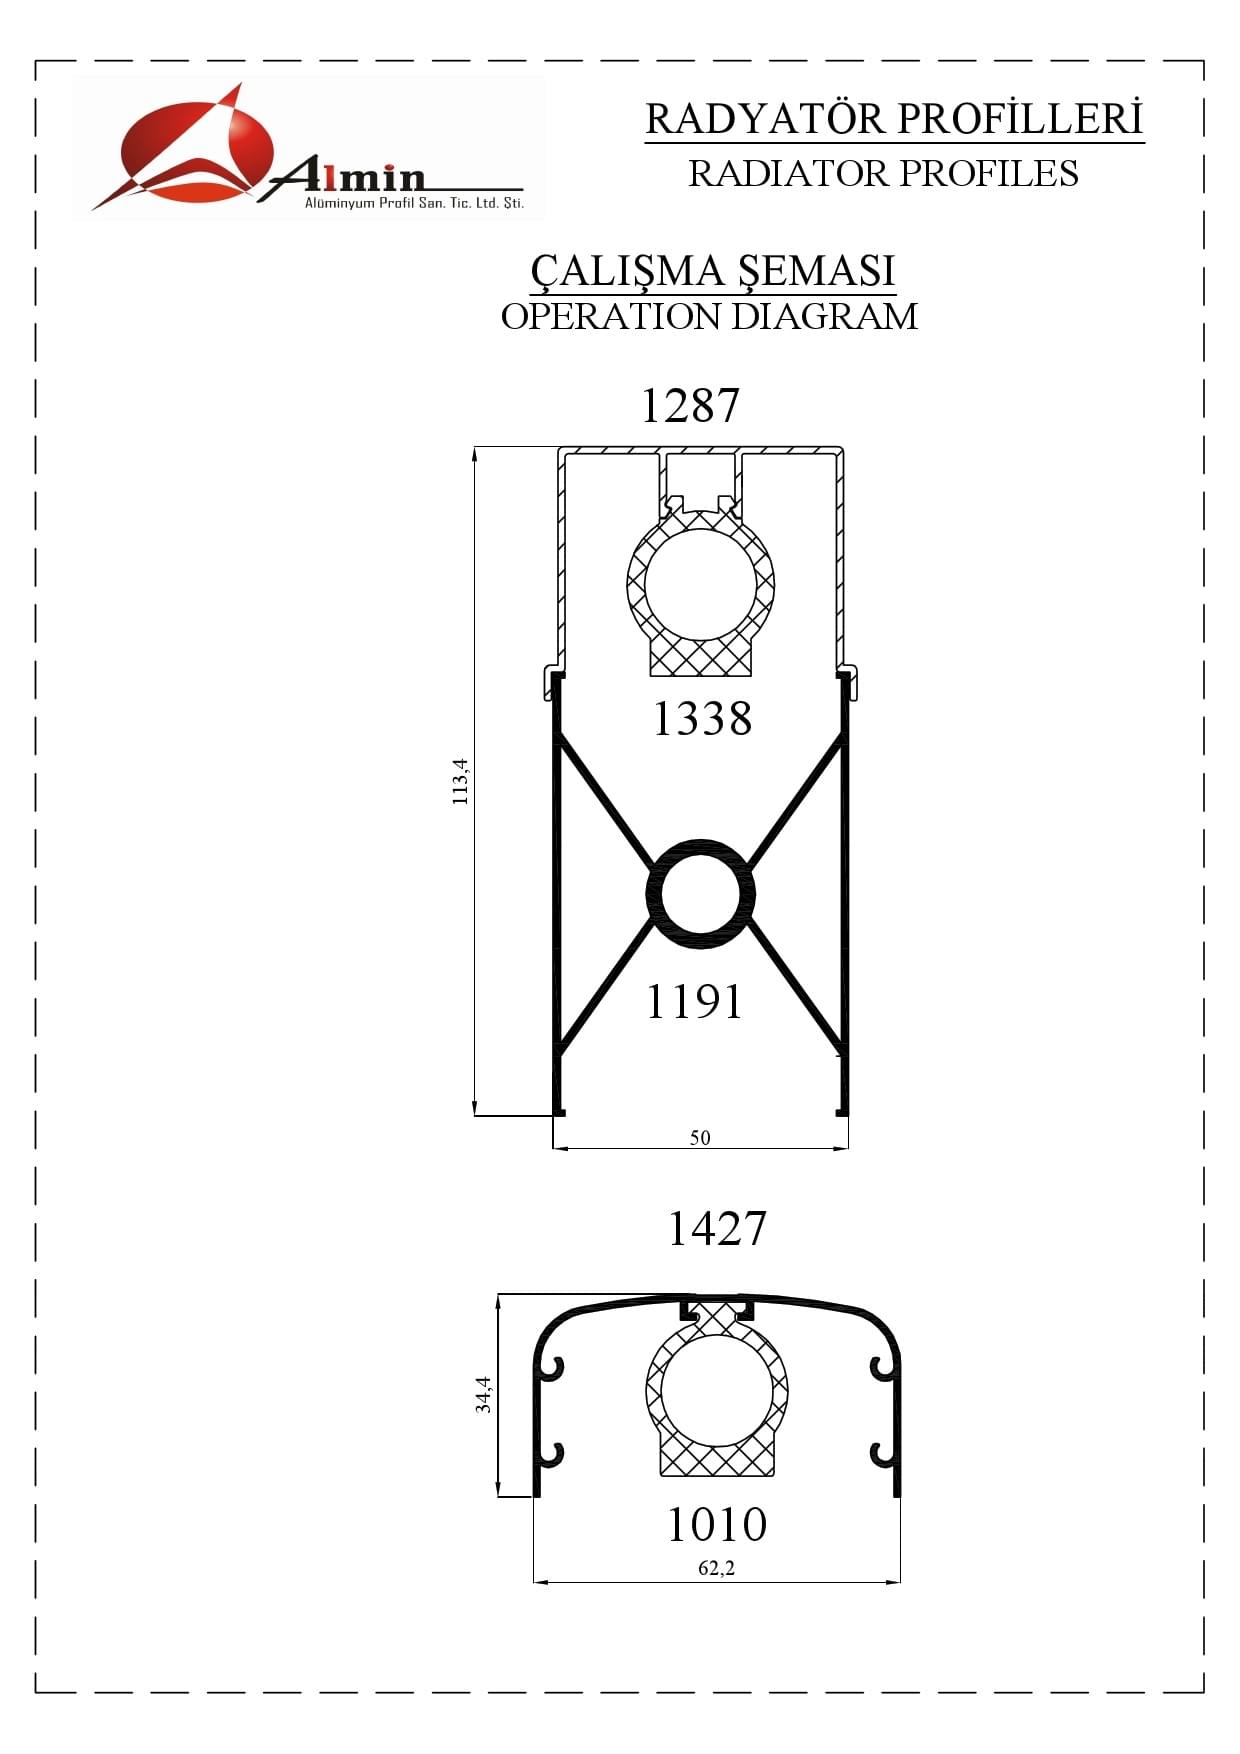 Almin
Alüminyum Profil San. Tic. Ltd. Şti.
RADYATÖR PROFİLLERİ
RADIATOR PROFILES
ÇALIŞMA ŞEMASI
OPERATION DIAGRAM
1287
1338
113,4
1191
50
1427
34,4
1010
62,2